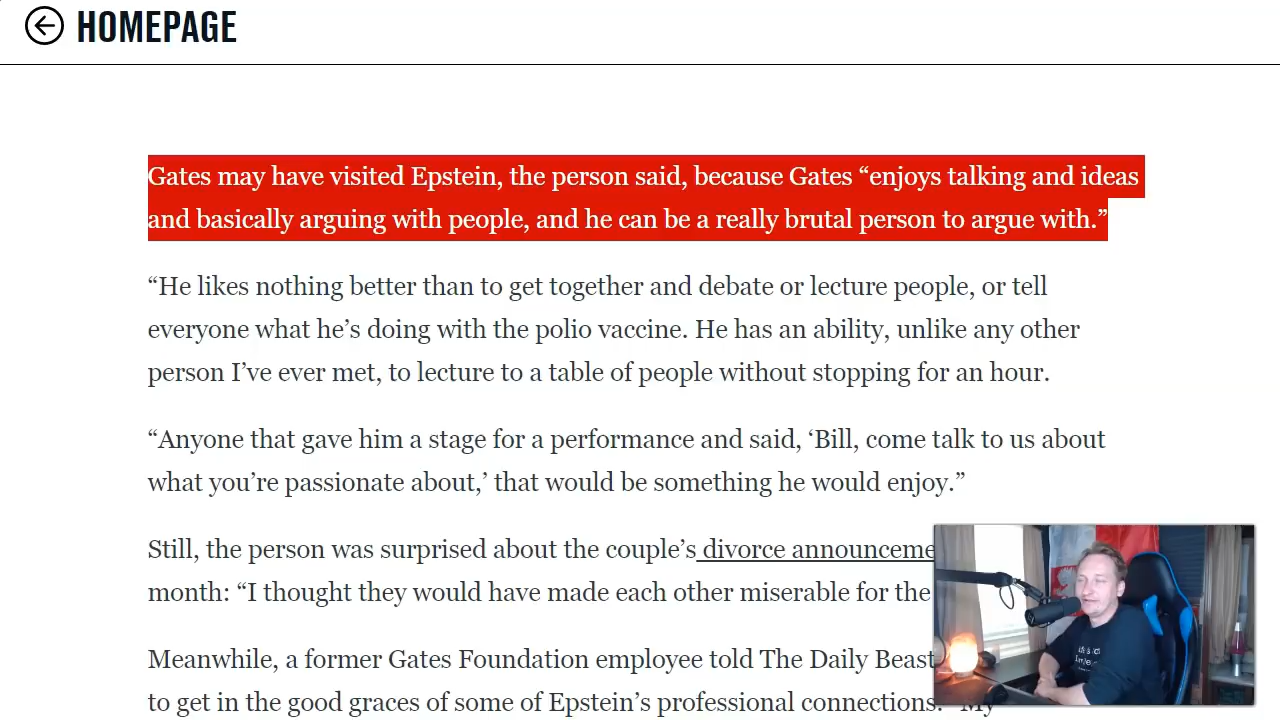 HOMEPAGE
Gates may have visited Epstein, the person said, because Gates “enjoys talking and ideas
and basically arguing with people, and he can be a really brutal person to argue with.”
“He likes nothing better than to get together and debate or lecture people, or tell
everyone what he’s doing with the polio vaccine. He has an ability, unlike any other
person I’ve ever met, to lecture to a table of people without stopping for an hour.
“Anyone that gave him a stage for a performance and said, ‘Bill, come talk to us about
what you’re passionate about,’ that would be something he would enjoy.”
Still, the person was surprised about the couple’s divorce announceme
month: “I thought they would have made each other miserable for the
Meanwhile, a former Gates Foundation employee told The Daily Beast
to get in the good graces of some of Epstein’s professional connections. “My